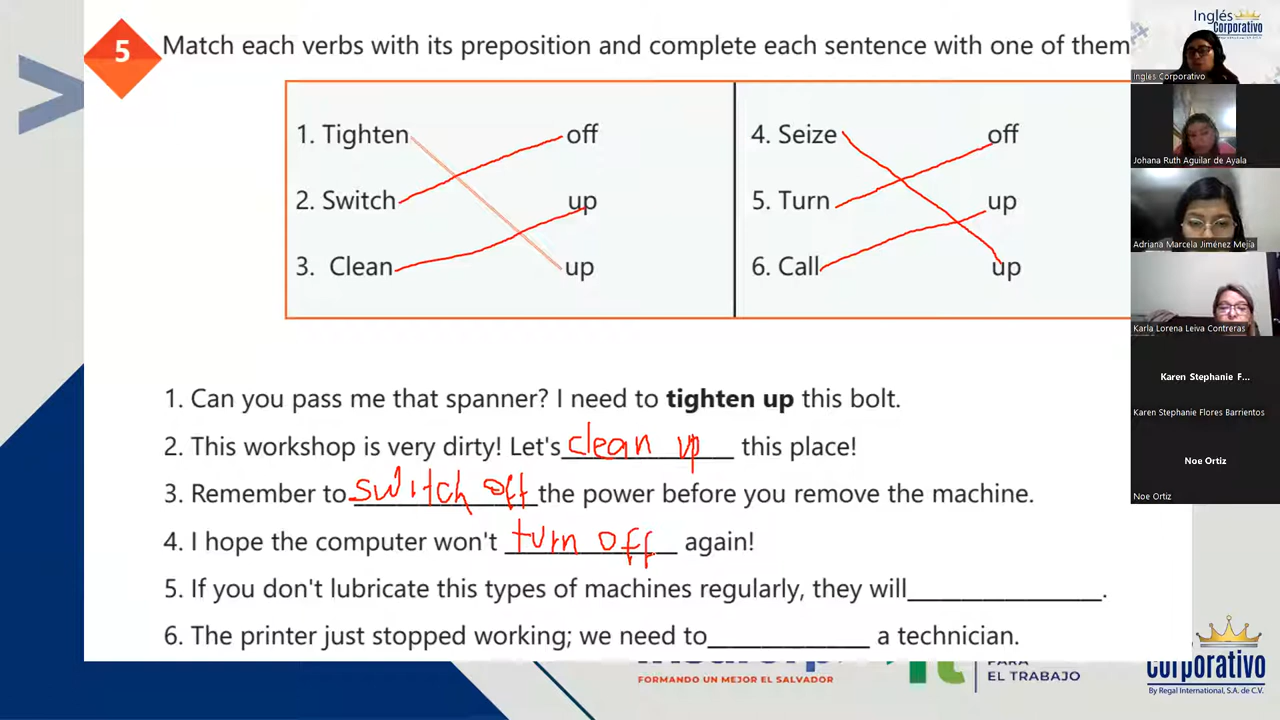 5 Match each verbs with its preposition and complete each sentence with one of them
1. Tighten off
2. Switch up
3. Clean up
4. Seize off
5. Turn up
6. Call up
1. Can you pass me that spanner? I need to tighten up this bolt.
2. This workshop is very dirty! Let's clean up this place!
3. Remember to switch off the power before you remove the machine.
4. I hope the computer won't turn off again!
5. If you don't lubricate this types of machines regularly, they will______________.
6. The printer just stopped working; we need to____________ a technician.
FORMANDO UN MEJOR EL SALVADOR
PARA
EL TRABAJO
Corporativo
By Regal International, S.A. de C.V.
Inglés
Corporativo
Ingles Corporativo
Johana Ruth Aguilar de Ayala
Adriana Marcela Jiménez Mejía
Karla Lorena Leiva Contreras
Karen Stephanie F...
Karen Stephanie Flores Barrientos
Noe Ortiz
Noe Ortiz